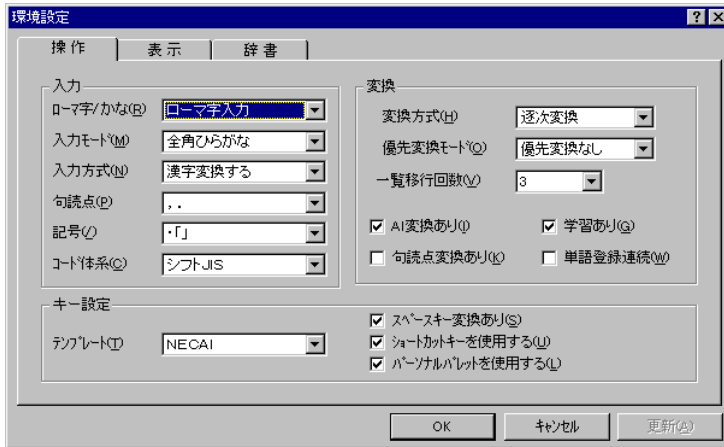 環境設定
操作
表示
辞書
入力
ローマ字/かな(R) ローマ字入力
入力モード(M) 全角ひらがな
入力方式(N) 漢字変換する
句読点(P) , .
記号(/) ・「」
コード体系(C) シフトJIS
変換
変換方式(H) 逐次変換
優先変換モード(O) 優先変換なし
一覧移行回数(V) 3
AI変換あり(I) 学習あり(G)
句読点変換あり(K) 単語登録連続(W)
キー設定
テンプレート(T) NECAI
スペースキー変換あり(S)
ショートカットキーを使用する(U)
パーソナルパレットを使用する(L)
OK キャンセル 更新(A)